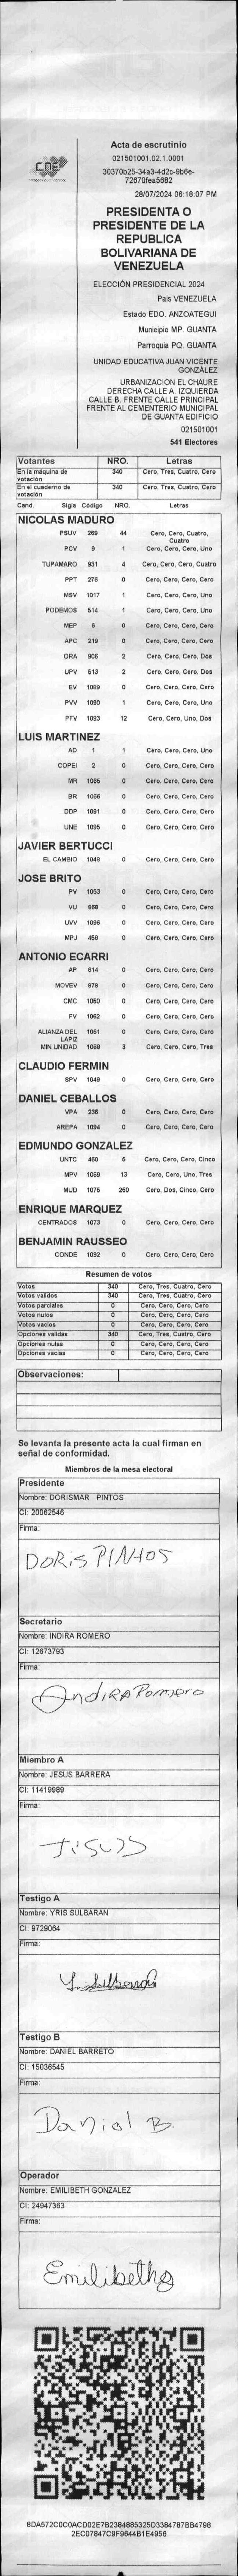 CNE
Acta de escrutinio
021501001.02.1.0001
30370b25-34a3-4d2c-9b6e-
72670fea5682
28/07/2024 06:18:07 PM
PRESIDENTA O
PRESIDENTE DE LA
REPUBLICA
BOLIVARIANA DE
VENEZUELA
ELECCIÓN PRESIDENCIAL 2024
País VENEZUELA
Estado EDO. ANZOATEGUI
Municipio MP. GUANTA
Parroquia PQ. GUANTA
UNIDAD EDUCATIVA JUAN VICENTE
GONZÁLEZ
URBANIZACION EL CHAURE
DERECHA CALLE A. IZQUIERDA
CALLE B. FRENTE CALLE PRINCIPAL
FRENTE AL CEMENTERIO MUNICIPAL
DE GUANTA EDIFICIO
021501001
541 Electores
Votantes NRO. Letras
En la máquina de votación 340 Cero, Tres, Cuatro, Cero
En el cuaderno de votación 340 Cero, Tres, Cuatro, Cero
Cand. Sigla Código NRO. Letras
NICOLAS MADURO
PSUV 269 44 Cero, Cero, Cuatro, Cuatro
PCV 9 1 Cero, Cero, Cero, Uno
TUPAMARO 931 4 Cero, Cero, Cero, Cuatro
PPT 276 0 Cero, Cero, Cero, Cero
MSV 1017 1 Cero, Cero, Cero, Uno
PODEMOS 514 1 Cero, Cero, Cero, Uno
MEP 6 0 Cero, Cero, Cero, Cero
APC 219 0 Cero, Cero, Cero, Cero
ORA 906 2 Cero, Cero, Cero, Dos
UPV 513 2 Cero, Cero, Cero, Dos
EV 1089 0 Cero, Cero, Cero, Cero
PVV 1090 1 Cero, Cero, Cero, Uno
PFV 1093 12 Cero, Cero, Uno, Dos
LUIS MARTINEZ
AD 1 1 Cero, Cero, Cero, Uno
COPEI 2 0 Cero, Cero, Cero, Cero
MR 1065 0 Cero, Cero, Cero, Cero
BR 1066 0 Cero, Cero, Cero, Cero
DDP 1091 0 Cero, Cero, Cero, Cero
UNE 1095 0 Cero, Cero, Cero, Cero
JAVIER BERTUCCI
EL CAMBIO 1048 0 Cero, Cero, Cero, Cero
JOSE BRITO
PV 1053 0 Cero, Cero, Cero, Cero
VU 968 0 Cero, Cero, Cero, Cero
UVV 1096 0 Cero, Cero, Cero, Cero
MPJ 459 0 Cero, Cero, Cero, Cero
ANTONIO ECARRI
AP 614 0 Cero, Cero, Cero, Cero
MOVEV 979 0 Cero, Cero, Cero, Cero
CMC 1050 0 Cero, Cero, Cero, Cero
FV 1062 0 Cero, Cero, Cero, Cero
ALIANZA DEL LAPIZ 1051 0 Cero, Cero, Cero, Cero
MIN UNIDAD 1069 3 Cero, Cero, Cero, Tres
CLAUDIO FERMIN
SPV 1049 0 Cero, Cero, Cero, Cero
DANIEL CEBALLOS
VPA 236 0 Cero, Cero, Cero, Cero
AREPA 1094 0 Cero, Cero, Cero, Cero
EDMUNDO GONZALEZ
UNTC 460 5 Cero, Cero, Cero, Cinco
MPV 1059 13 Cero, Cero, Uno, Tres
MUD 1075 250 Cero, Dos, Cinco, Cero
ENRIQUE MARQUEZ
CENTRADOS 1073 0 Cero, Cero, Cero, Cero
BENJAMIN RAUSSEO
CONDE 1092 0 Cero, Cero, Cero, Cero
Resumen de votos
Votos 340 Cero, Tres, Cuatro, Cero
Votos válidos 340 Cero, Tres, Cuatro, Cero
Votos parciales 0 Cero, Cero, Cero, Cero
Votos nulos 0 Cero, Cero, Cero, Cero
Votos vacíos 0 Cero, Cero, Cero, Cero
Opciones válidas 340 Cero, Tres, Cuatro, Cero
Opciones nulas 0 Cero, Cero, Cero, Cero
Opciones vacías 0 Cero, Cero, Cero, Cero
Observaciones:
Se levanta la presente acta la cual firman en
señal de conformidad.
Miembros de la mesa electoral
Presidente
Nombre: DORISMAR PINTOS
CI: 20062546
Firma:
DORIS PINTOS
Secretario
Nombre: INDIRA ROMERO
CI: 12673793
Firma:
Indira Romero
Miembro A
Nombre: JESUS BARRERA
CI: 11419989
Firma:
Jesus
Testigo A
Nombre: YRIS SULBARAN
CI: 9729064
Firma:
Testigo B
Nombre: DANIEL BARRETO
CI: 15036545
Firma:
Daniel B.
Operador
Nombre: EMILIBETH GONZALEZ
CI: 24947363
Firma:
Emilibeth g
8DA572C0C0ACD02E7B2384885325D3384787BB4798
2EC07847C9F9644B1E4956